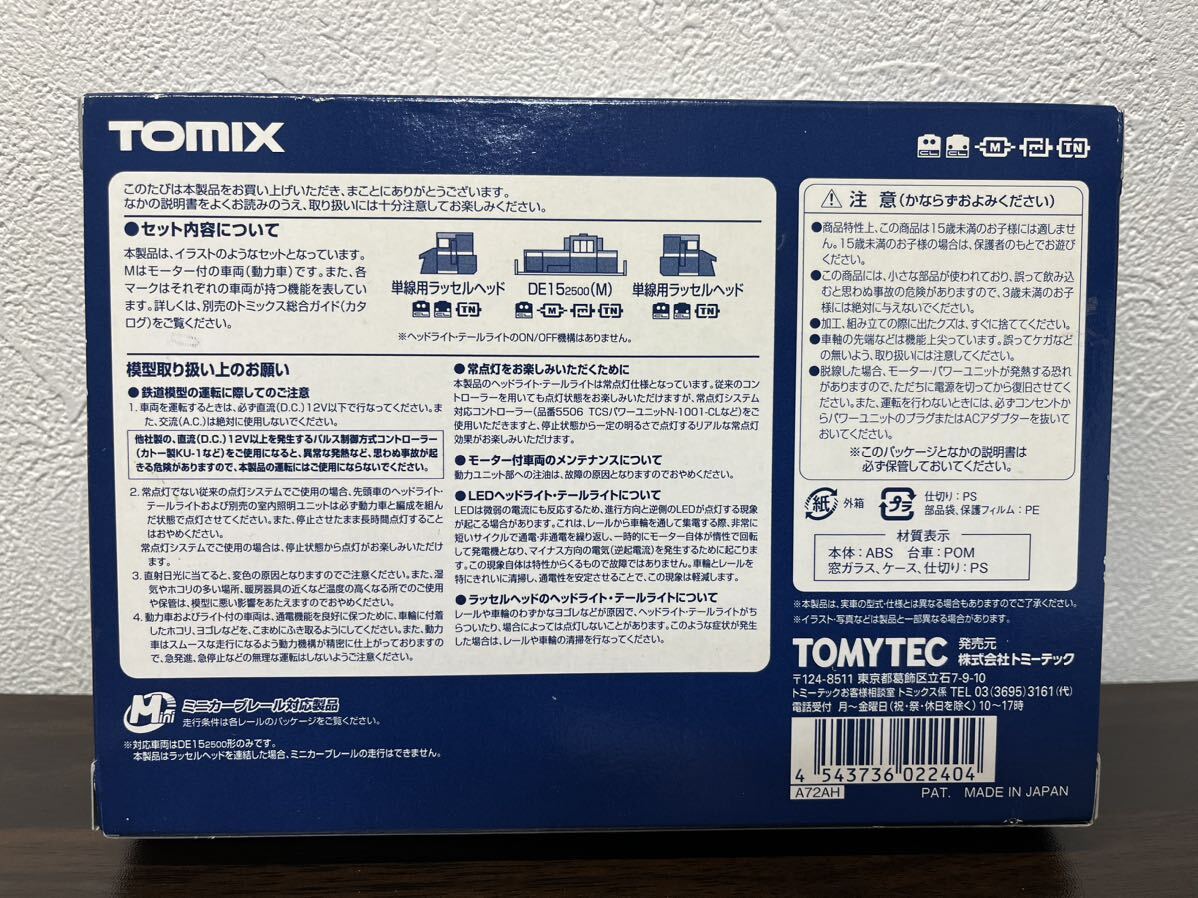 TOMIX
CL CL M TN
このたびは本製品をお買い上げいただき、まことにありがとうございます。
なかの説明書をよくお読みのうえ、取り扱いには十分注意してお楽しみください。
●セット内容について
本製品は、イラストのようなセットとなっています。
Mはモーター付の車両(動力車)です。また、各
マークはそれぞれの車両が持つ機能を表してい
ます。詳しくは、別売のトミックス総合ガイド(カタ
ログ)をご覧ください。
単線用ラッセルヘッド
DE152500(M)
単線用ラッセルヘッド
TN
M TN
TN
※ヘッドライト・テールライトのON/OFF機構はありません。
模型取り扱い上のお願い
●鉄道模型の運転に際してのご注意
1. 車両を運転するときは、必ず直流(D.C.)12V以下で行なってください。ま
た、交流(A.C.)は絶対に使用しないでください。
他社製の、直流(D.C.)12V以上を発生するパルス制御方式コントローラー
(カトー製KU-1など)をご使用になると、異常な発熱など、思わぬ事故が起
きる危険がありますので、本製品の運転にはご使用にならないでください。
2. 常点灯でない従来の点灯システムでご使用の場合、先頭車のヘッドライト・
テールライトおよび別売の室内照明ユニットは必ず動力車と編成を組ん
だ状態で点灯させてください。また、停止させたまま長時間点灯すること
はおやめください。
常点灯システムでご使用の場合は、停止状態から点灯がお楽しみいただけ
ます。
3. 直射日光に当てると、変色の原因となりますのでご注意ください。また、湿
気やホコリの多い場所、暖房器具の近くなど温度の高くなる所でのご使用
や保管は、模型に悪い影響をあたえますのでおやめください。
4. 動力車およびライト付の車両は、通電機能を良好に保つために、車輪に付着
したホコリ、ヨゴレなどを、こまめにふき取るようにしてください。また、動力
車はスムースな走行になるよう動力機構が精密に仕上がっておりますの
で、急発進、急停止などの無理な運転はしないようご注意ください。
●常点灯をお楽しみいただくために
本製品のヘッドライト・テールライトは常点灯仕様となっています。従来のコン
トローラーを用いても点灯状態をお楽しみいただけますが、常点灯システム
対応コントローラー(品番5506 TCSパワーユニットN-1001-CLなど)をご
使用いただきますと、停止状態から一定の明るさで点灯するリアルな常点灯
効果がお楽しみいただけます。
●モーター付車両のメンテナンスについて
動力ユニット部への注油は、故障の原因となりますのでおやめください。
●LEDヘッドライト・テールライトについて
LEDは微弱の電流にも反応するため、進行方向と逆側のLEDが点灯する現象
が起こる場合があります。これは、レールから車輪を通して集電する際、非常に
短いサイクルで通電・非通電を繰り返し、一時的にモーター自体が惰性で回転
して発電機となり、マイナス方向の電気(逆起電流)を発生するために起こりま
す。この現象自体は特性からくるもので故障ではありません。車輪とレールを
特にきれいに清掃し、通電性を安定させることで、この現象は軽減します。
●ラッセルヘッドのヘッドライト・テールライトについて
レールや車輪のわずかなヨゴレなどが原因で、ヘッドライト・テールライトがち
らついたり、場合によっては点灯しないことがあります。このような症状が発生
した場合は、レールや車輪の清掃を行なってください。
Mini ミニカーブレール対応製品
走行条件は各レールのパッケージをご覧ください。
※対応車両はDE152500形のみです。
本製品はラッセルヘッドを連結した場合、ミニカーブレールの走行はできません。
⚠ 注意(かならずおよみください)
●商品特性上、この商品は15歳未満のお子様には適しませ
ん。15歳未満のお子様の場合は、保護者のもとでお遊び
ください。
●この商品には、小さな部品が使われており、誤って飲み込
むと思わぬ事故の危険がありますので、3歳未満のお子
様には絶対に与えないでください。
●加工、組み立ての際に出たクズは、すぐに捨ててください。
●車軸の先端などは機能上尖っています。誤ってケガなど
の無いよう、取り扱いには注意してください。
●脱線した場合、モーター・パワーユニットが発熱する恐れ
がありますので、ただちに電源を切ってから復旧させてく
ださい。また、運転を行わないときには、必ずコンセントか
らパワーユニットのプラグまたはACアダプターを抜いて
おいてください。
※このパッケージとなかの説明書は
必ず保管しておいてください。
紙 外箱
プラ 仕切り:PS
部品袋、保護フィルム:PE
材質表示
本体:ABS 台車:POM
窓ガラス、ケース、仕切り:PS
※本製品は、実車の型式・仕様とは異なる場合もありますのでご了承ください。
※イラスト・写真などは製品と一部異なる場合があります。
TOMYTEC 発売元
株式会社トミーテック
〒124-8511 東京都葛飾区立石7-9-10
トミーテックお客様相談室 トミックス係 TEL 03(3695)3161(代)
電話受付 月〜金曜日(祝・祭・休日を除く)10〜17時
4 543736 022404
A72AH
PAT. MADE IN JAPAN